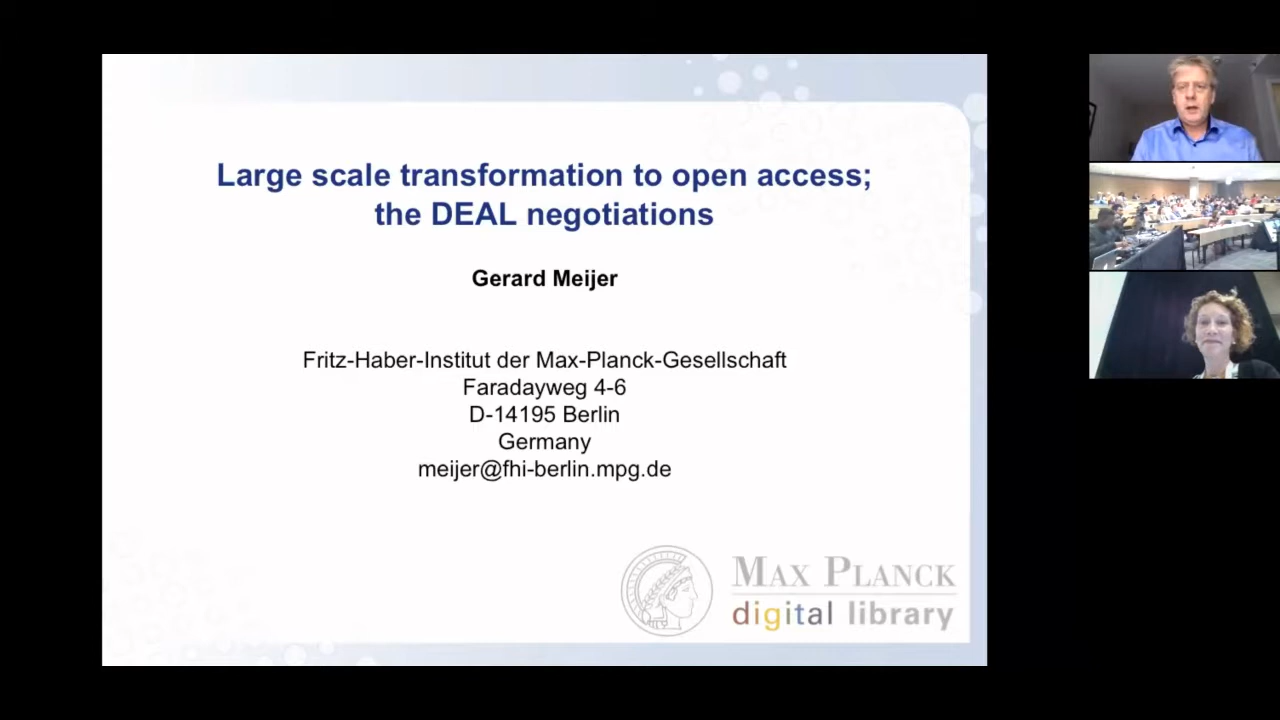 Large scale transformation to open access;
the DEAL negotiations
Gerard Meijer
Fritz-Haber-Institut der Max-Planck-Gesellschaft
Faradayweg 4-6
D-14195 Berlin
Germany
meijer@fhi-berlin.mpg.de
MAX PLANCK
digital library